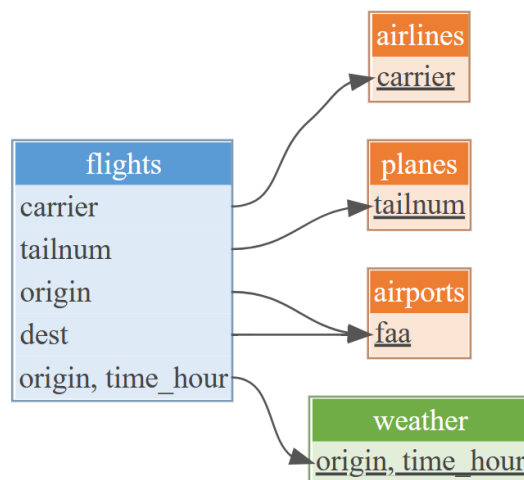 airlines
carrier
flights
carrier
tailnum
origin
dest
origin, time_hour
planes
tailnum
airports
faa
weather
origin, time_hour